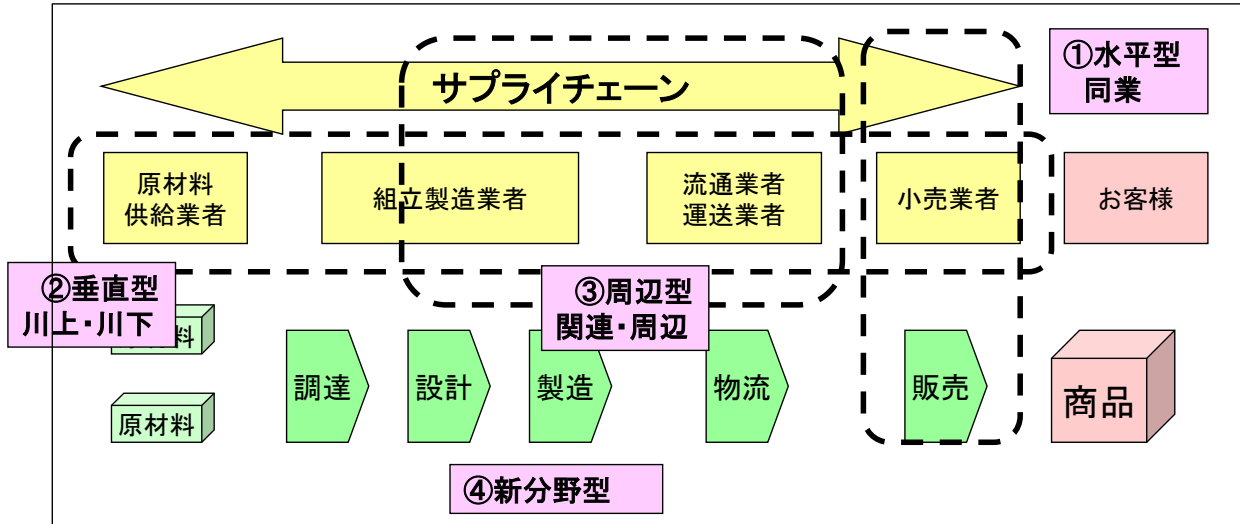 サプライチェーン
①水平型
同業
原材料
供給業者
組立製造業者
流通業者
運送業者
小売業者
お客様
②垂直型
川上・川下
③周辺型
関連・周辺
料
調達
設計
製造
物流
販売
商品
原材料
④新分野型